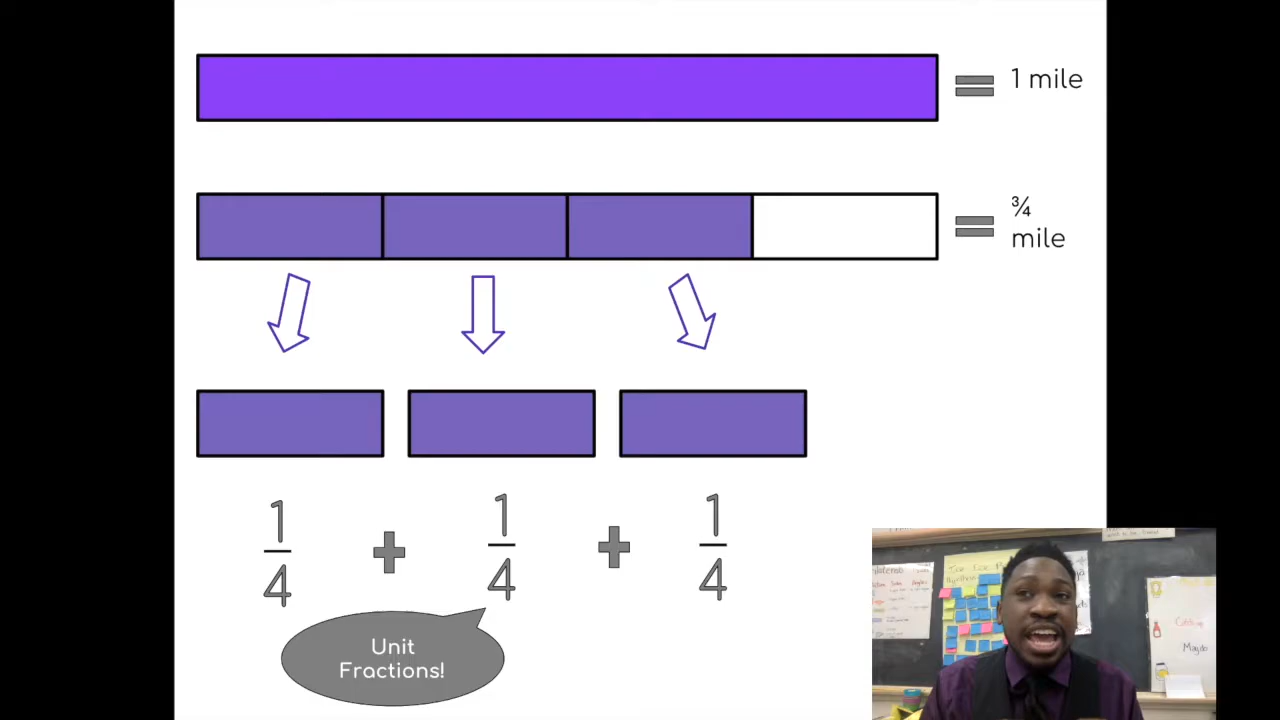 = 1 mile
= ¾
mile
1/4 + 1/4 + 1/4
Unit
Fractions!